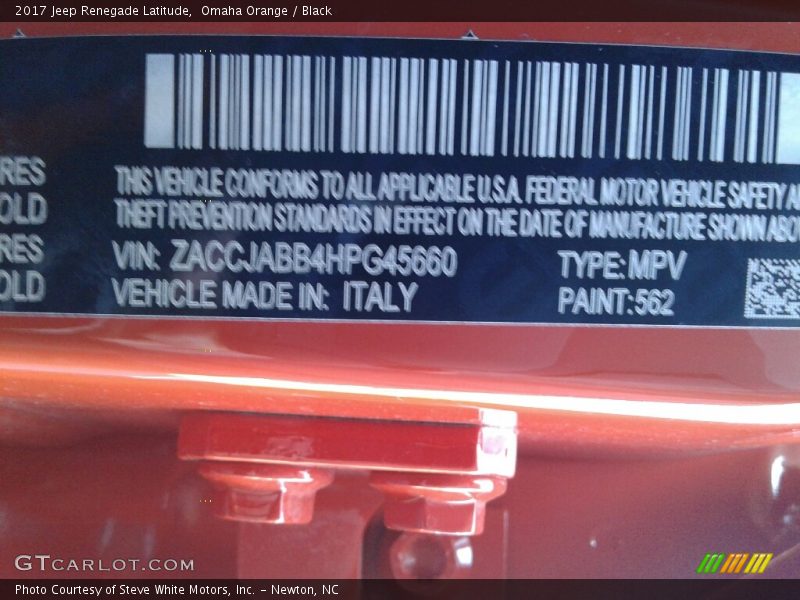 2017 Jeep Renegade Latitude, Omaha Orange / Black
RES
OLD
RES
OLD
THIS VEHICLE CONFORMS TO ALL APPLICABLE U.S.A. FEDERAL MOTOR VEHICLE SAFETY A
THEFT PREVENTION STANDARDS IN EFFECT ON THE DATE OF MANUFACTURE SHOWN ABO
VIN: ZACCJABB4HPG45660 TYPE: MPV
VEHICLE MADE IN: ITALY PAINT: 562
GTCARLOT.COM
Photo Courtesy of Steve White Motors, Inc. – Newton, NC